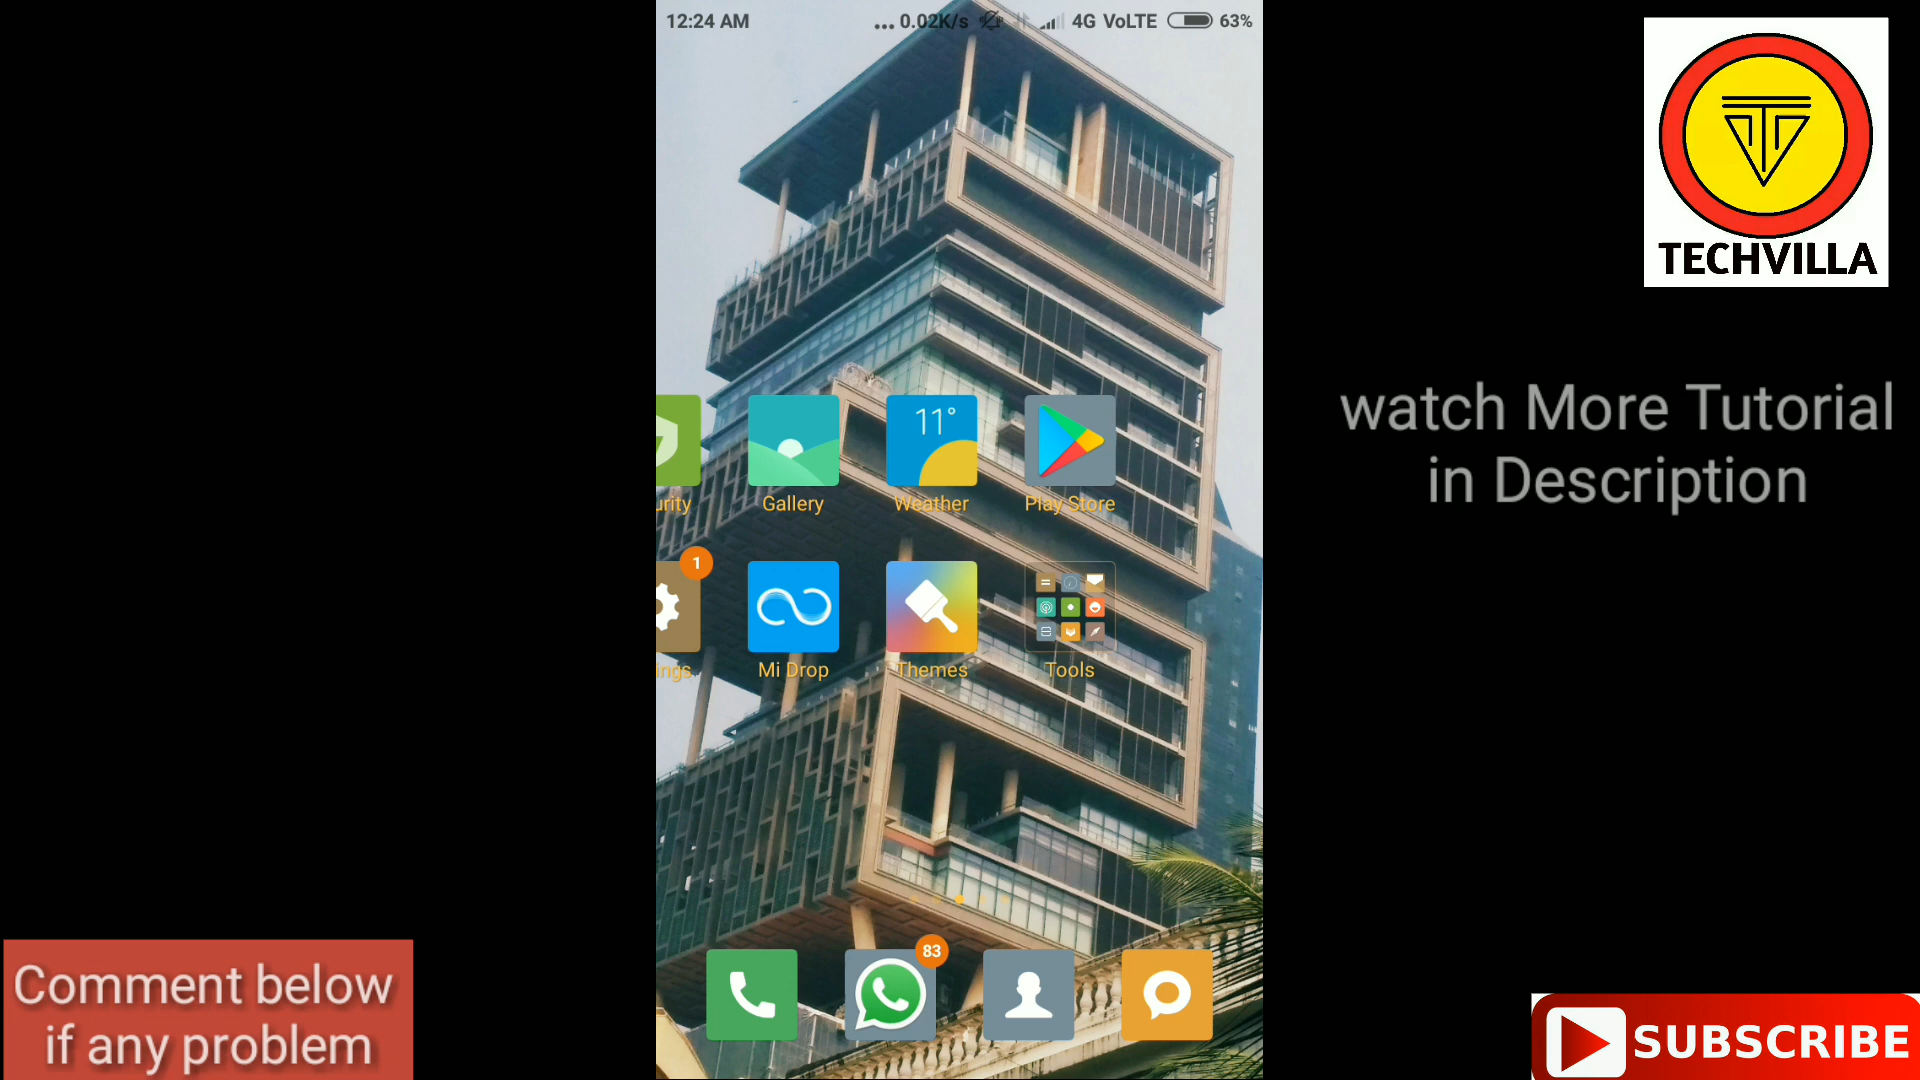 12:24 AM
... 0.02K/s 4G VoLTE 63%
TECHVILLA
watch More Tutorial
in Description
11°
urity
Gallery
Weather
Play Store
1
ings
Mi Drop
Themes
Tools
83
Comment below
if any problem
SUBSCRIBE